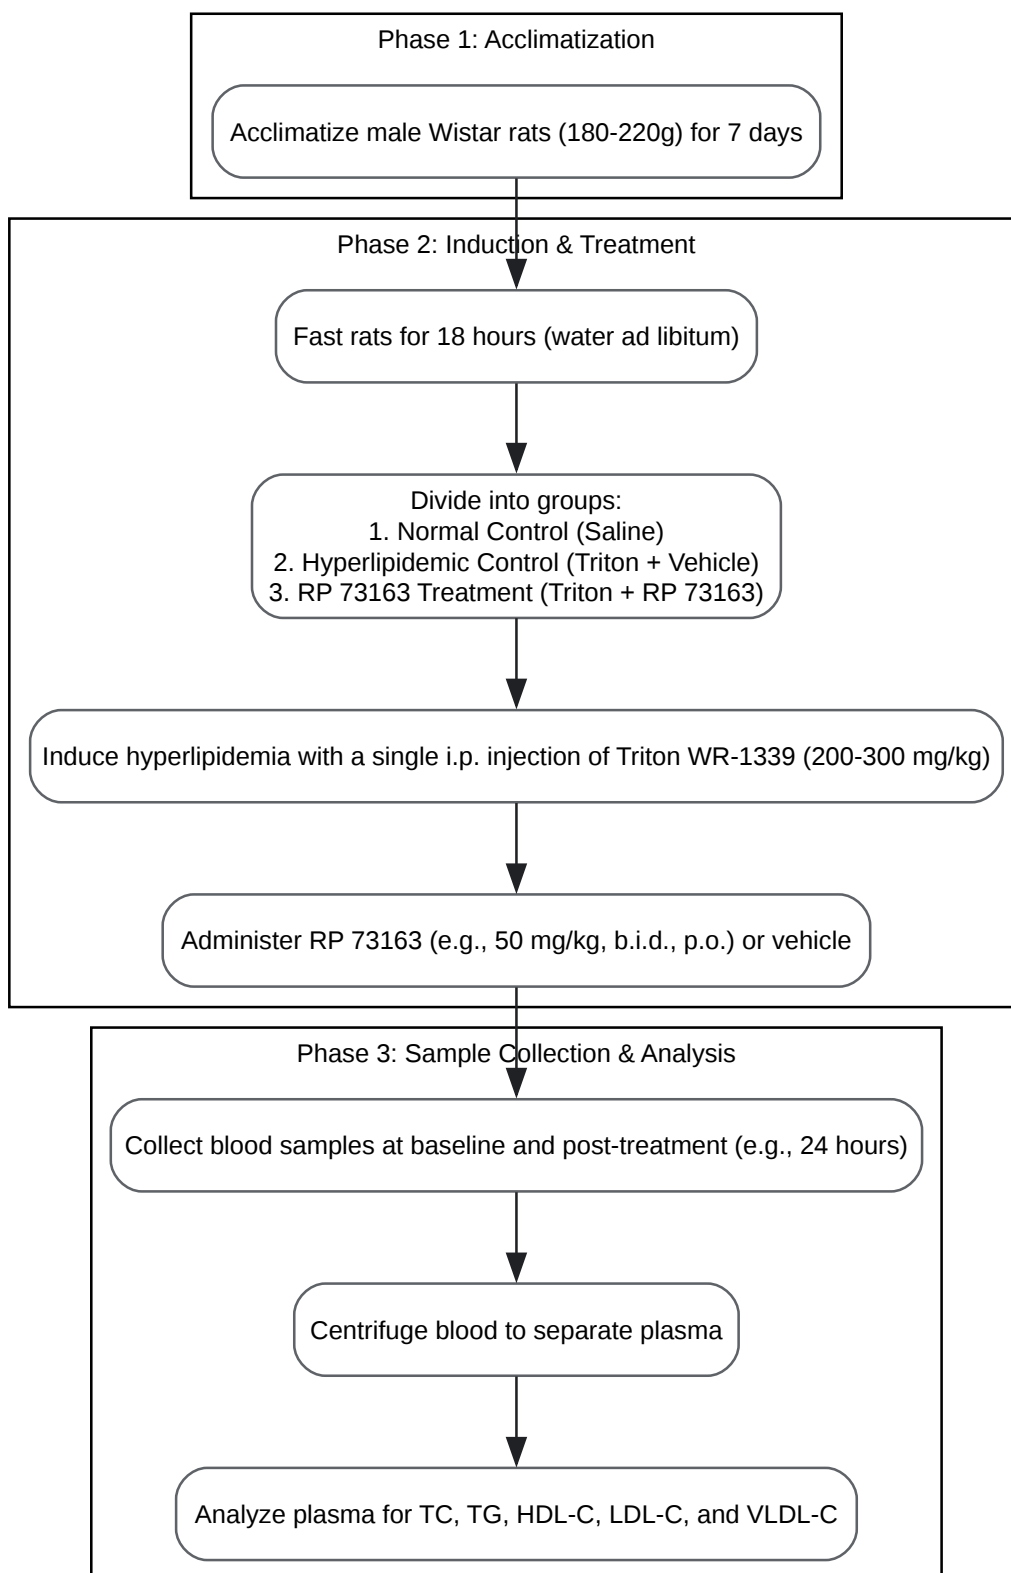 Phase 1: Acclimatization
Acclimatize male Wistar rats (180-220g) for 7 days
Phase 2: Induction & Treatment
Fast rats for 18 hours (water ad libitum)
Divide into groups:
1. Normal Control (Saline)
2. Hyperlipidemic Control (Triton + Vehicle)
3. RP 73163 Treatment (Triton + RP 73163)
Induce hyperlipidemia with a single i.p. injection of Triton WR-1339 (200-300 mg/kg)
Administer RP 73163 (e.g., 50 mg/kg, b.i.d., p.o.) or vehicle
Phase 3: Sample Collection & Analysis
Collect blood samples at baseline and post-treatment (e.g., 24 hours)
Centrifuge blood to separate plasma
Analyze plasma for TC, TG, HDL-C, LDL-C, and VLDL-C